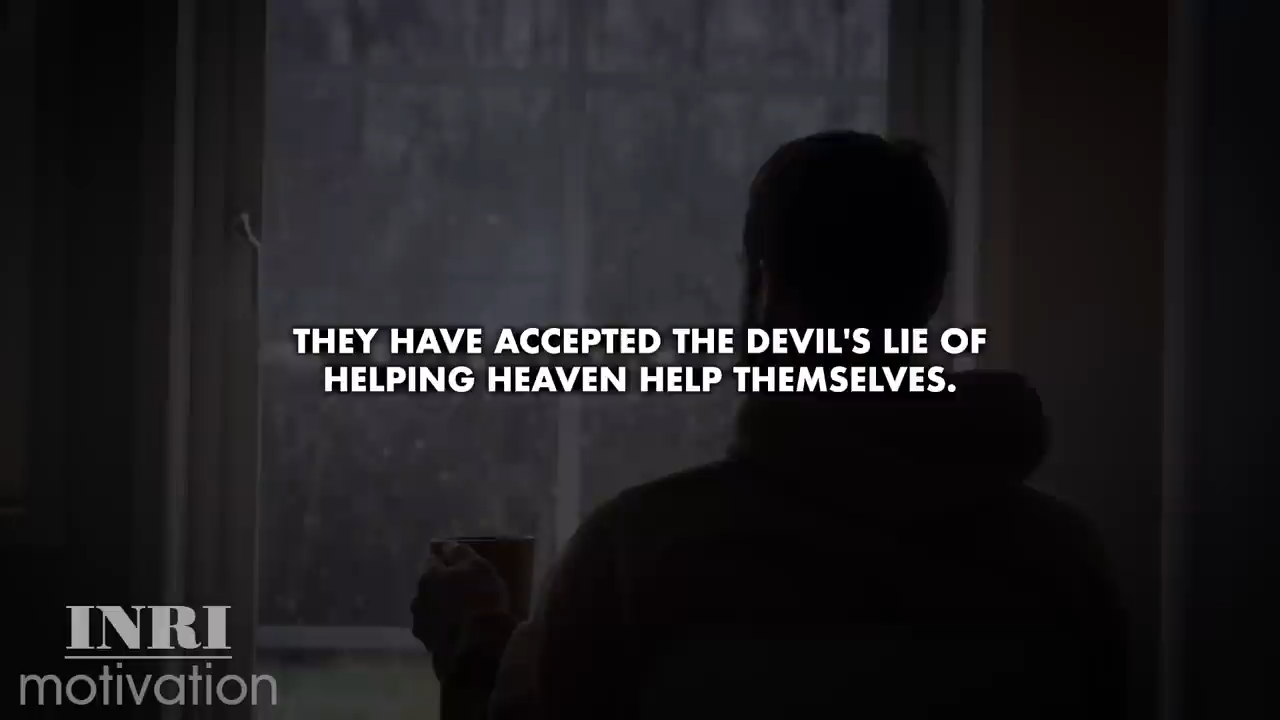 THEY HAVE ACCEPTED THE DEVIL'S LIE OF
HELPING HEAVEN HELP THEMSELVES.
INRI
motivation